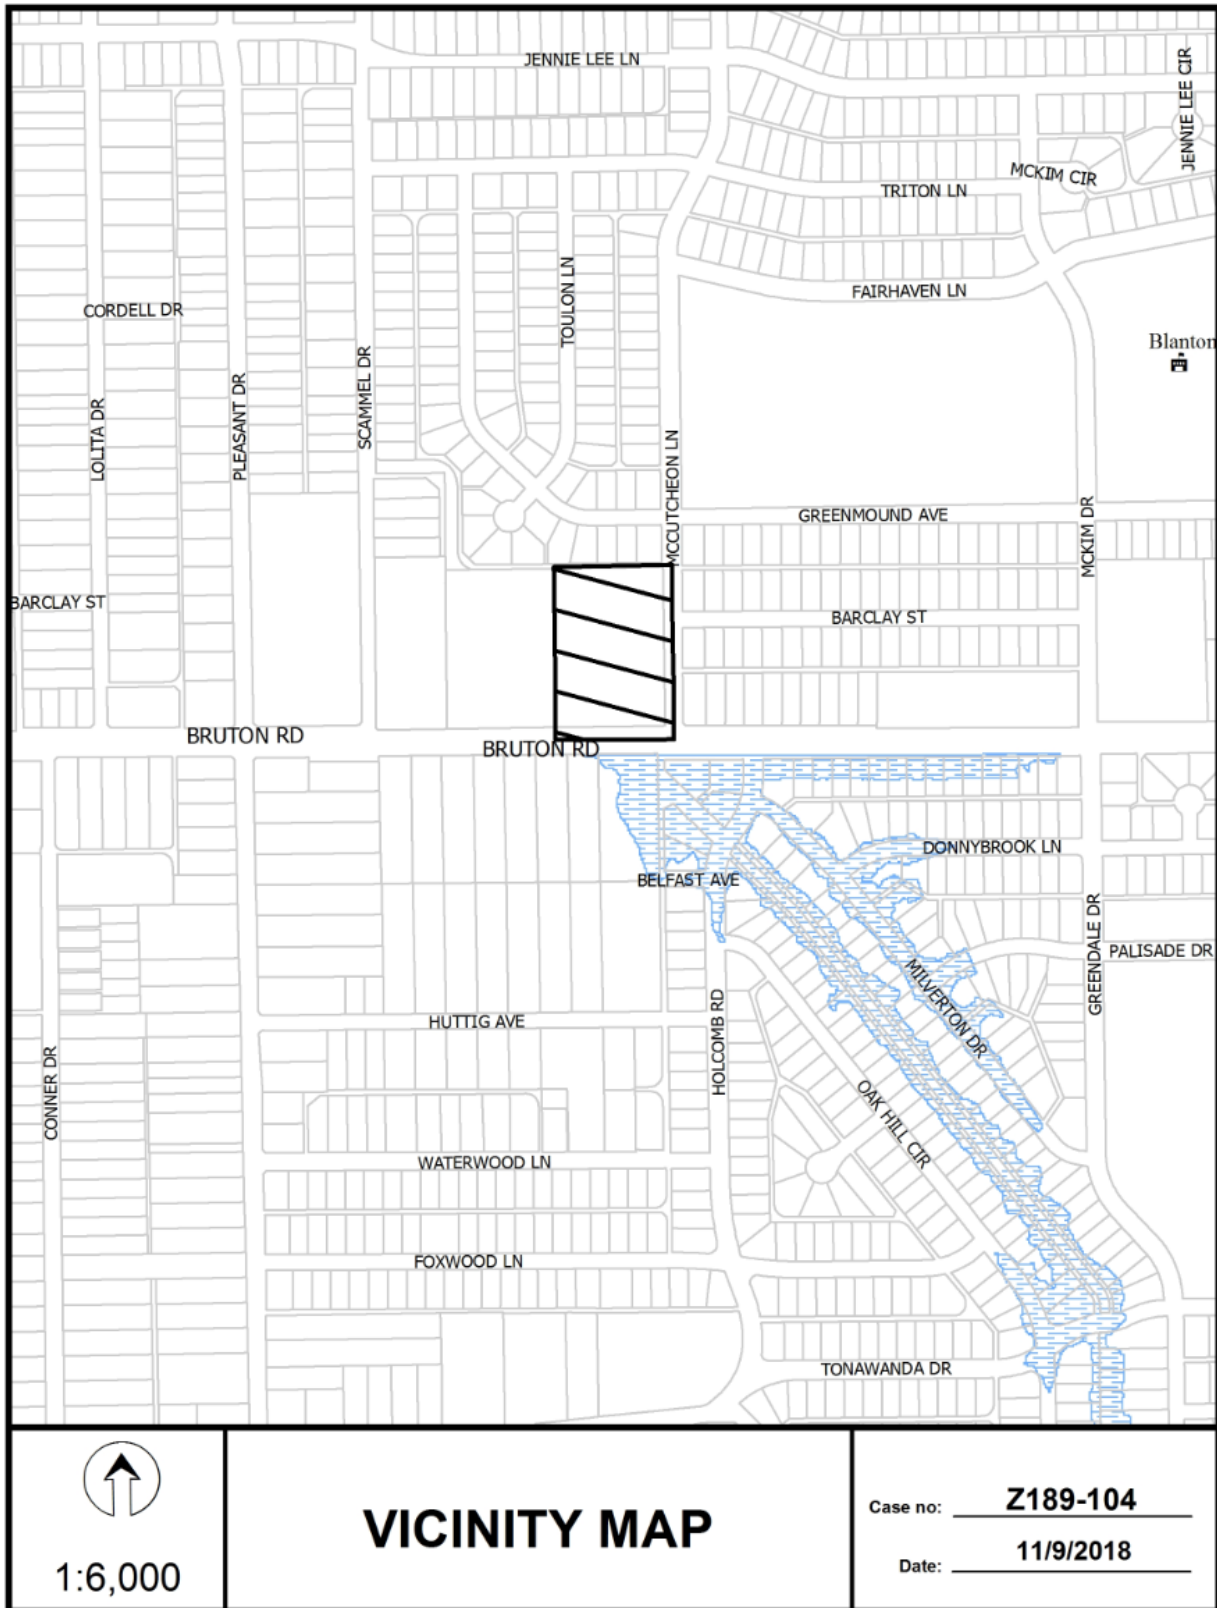 JENNIE LEE LN
JENNIE LEE CIR
MCKIM CIR
TRITON LN
TOULON LN
FAIRHAVEN LN
CORDELL DR
Blanton
SCAMMEL DR
PLEASANT DR
LOLITA DR
MCCUTCHEON LN
GREENMOUND AVE
MCKIM DR
BARCLAY ST
BARCLAY ST
BRUTON RD
BRUTON RD
DONNYBROOK LN
BELFAST AVE
GREENDALE DR
PALISADE DR
MILVERTON DR
HUTTIG AVE
HOLCOMB RD
CONNER DR
OAK HILL CIR
WATERWOOD LN
FOXWOOD LN
TONAWANDA DR
1:6,000
VICINITY MAP
Case no: Z189-104
Date: 11/9/2018